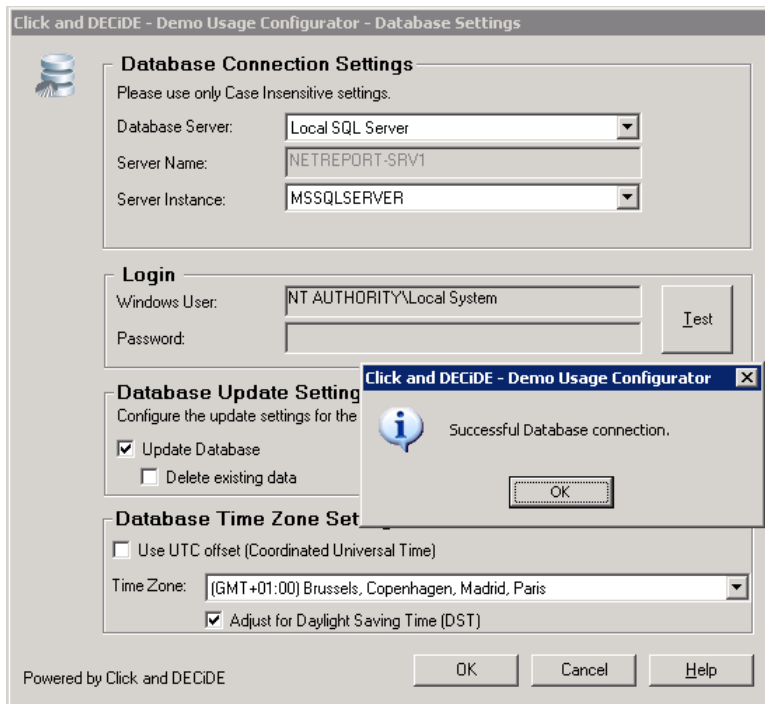 Click and DECiDE - Demo Usage Configurator - Database Settings
Database Connection Settings
Please use only Case Insensitive settings.
Database Server: Local SQL Server
Server Name: NETREPORT-SRV1
Server Instance: MSSQLSERVER
Login
Windows User: NT AUTHORITY\Local System
Password:
Test
Database Update Setting
Configure the update settings for the
Update Database
Delete existing data
Click and DECiDE - Demo Usage Configurator
Successful Database connection.
OK
Database Time Zone Set
Use UTC offset (Coordinated Universal Time)
Time Zone: (GMT+01:00) Brussels, Copenhagen, Madrid, Paris
Adjust for Daylight Saving Time (DST)
Powered by Click and DECiDE
OK Cancel Help